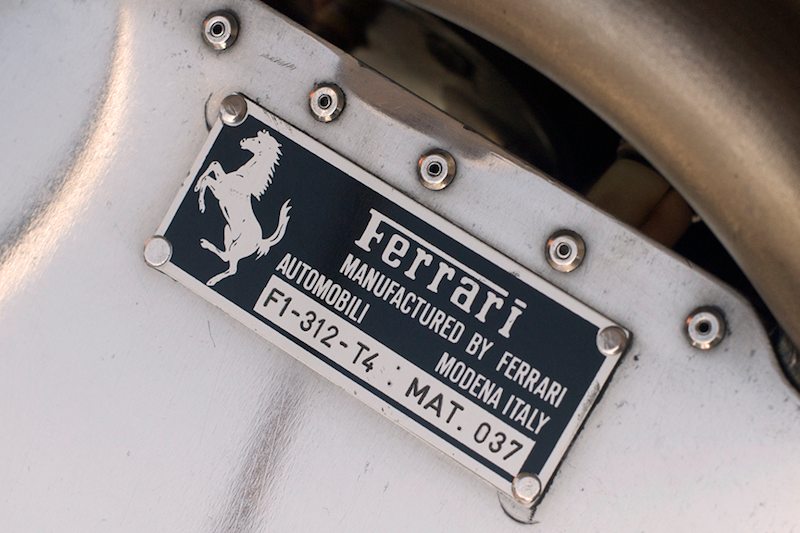 Ferrari
MANUFACTURED BY FERRARI
AUTOMOBILI MODENA ITALY
F1-312-T4 : MAT. 037